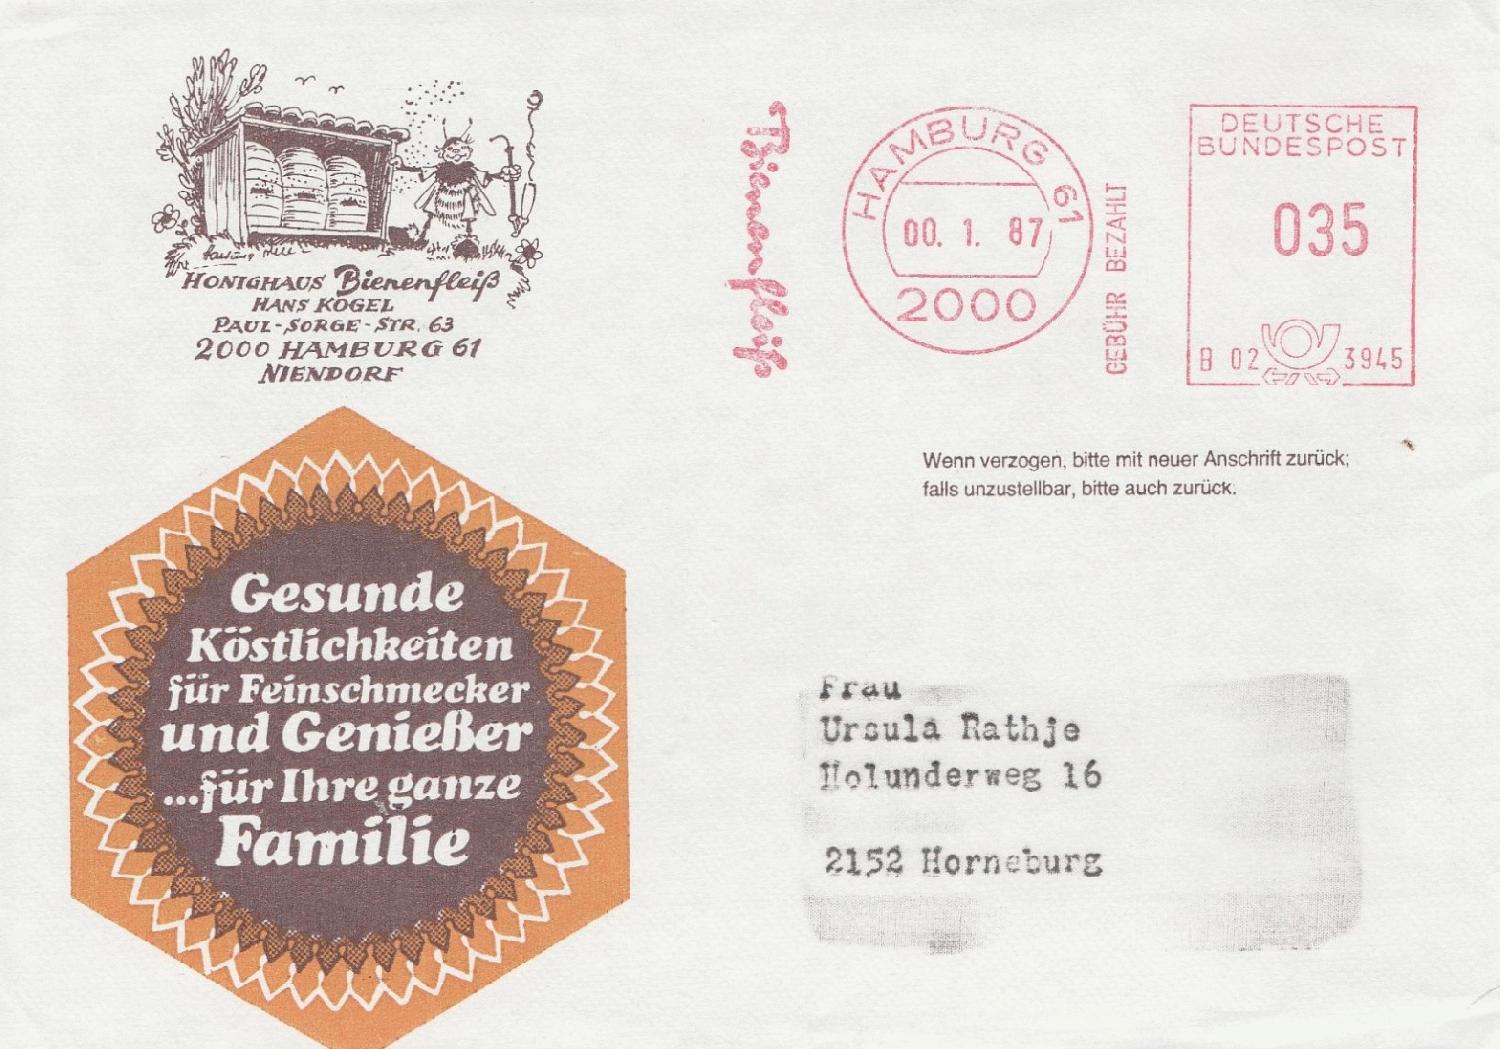 HONIGHAUS Bienenfleiß
HANS KOGEL
PAUL-SORGE-STR. 63
2000 HAMBURG 61
NIENDORF
Bienenfleiß
HAMBURG 61
00. 1. 87
2000
GEBÜHR BEZAHLT
DEUTSCHE
BUNDESPOST
035
B 02 3945
Wenn verzogen, bitte mit neuer Anschrift zurück;
falls unzustellbar, bitte auch zurück.
Gesunde
Köstlichkeiten
für Feinschmecker
und Genießer
...für Ihre ganze
Familie
Frau
Ursula Rathje
Holunderweg 16
2152 Horneburg